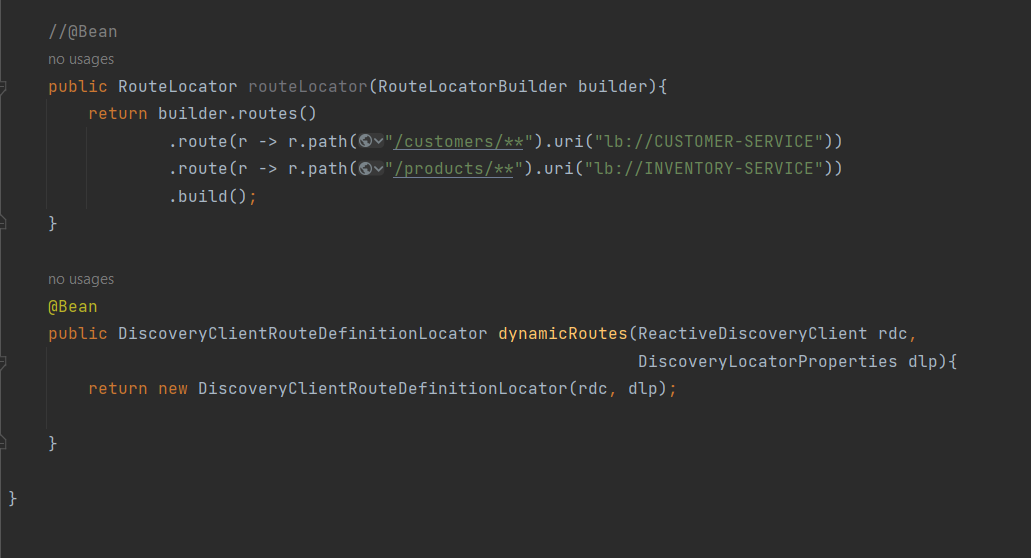 //@Bean
no usages
public RouteLocator routeLocator(RouteLocatorBuilder builder){
return builder.routes()
.route(r -> r.path("/customers/**").uri("lb://CUSTOMER-SERVICE"))
.route(r -> r.path("/products/**").uri("lb://INVENTORY-SERVICE"))
.build();
}
no usages
@Bean
public DiscoveryClientRouteDefinitionLocator dynamicRoutes(ReactiveDiscoveryClient rdc,
DiscoveryLocatorProperties dlp){
return new DiscoveryClientRouteDefinitionLocator(rdc, dlp);
}
}